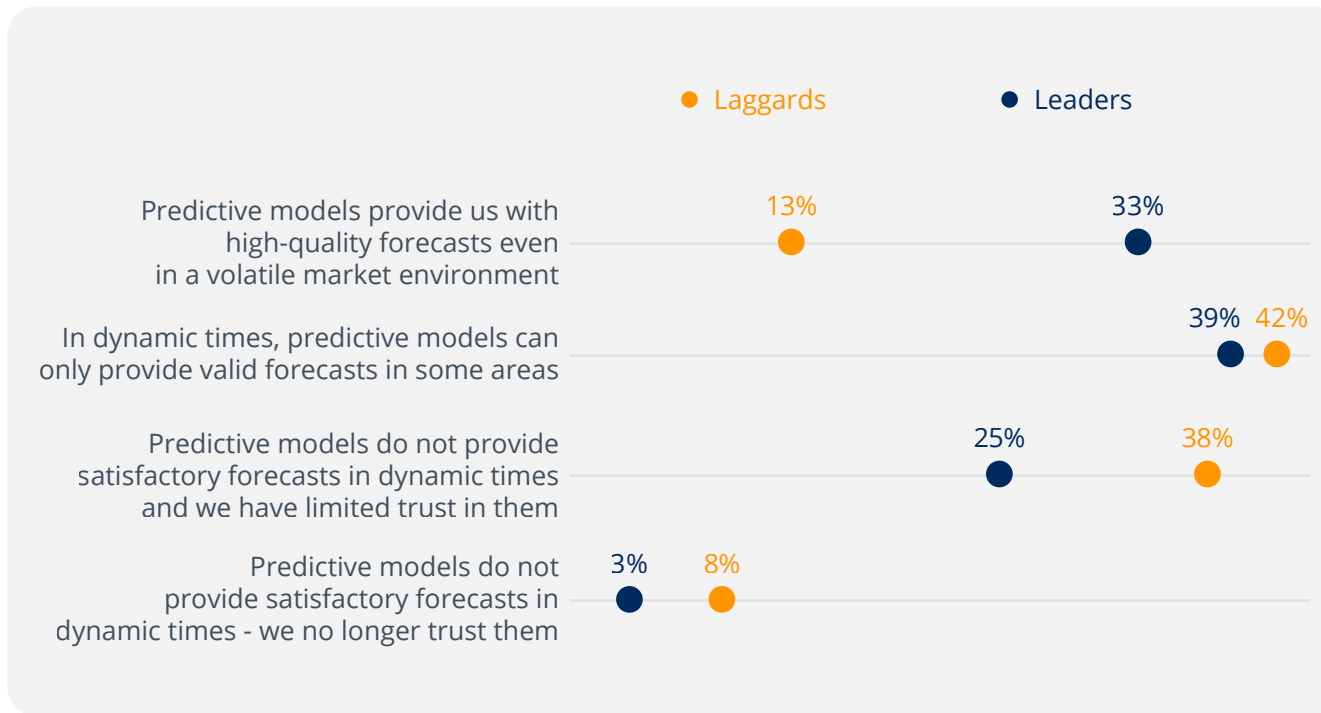 Laggards
Leaders
Predictive models provide us with
high-quality forecasts even
in a volatile market environment
13%
33%
In dynamic times, predictive models can
only provide valid forecasts in some areas
39%
42%
Predictive models do not provide
satisfactory forecasts in dynamic times
and we have limited trust in them
25%
38%
Predictive models do not
provide satisfactory forecasts in
dynamic times - we no longer trust them
3%
8%